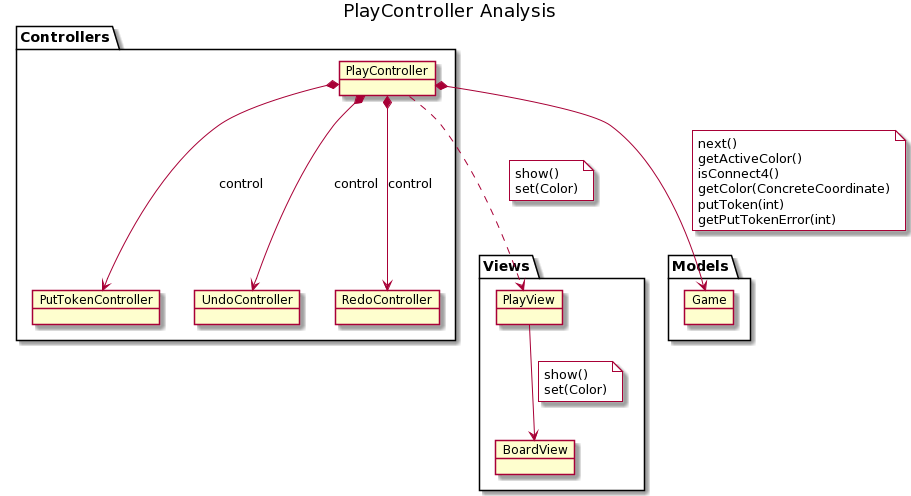 PlayController Analysis
Controllers
PlayController
next()
getActiveColor()
isConnect4()
getColor(ConcreteCoordinate)
putToken(int)
getPutTokenError(int)
show()
set(Color)
control
control
control
Views
Models
PutTokenController
UndoController
RedoController
PlayView
Game
show()
set(Color)
BoardView